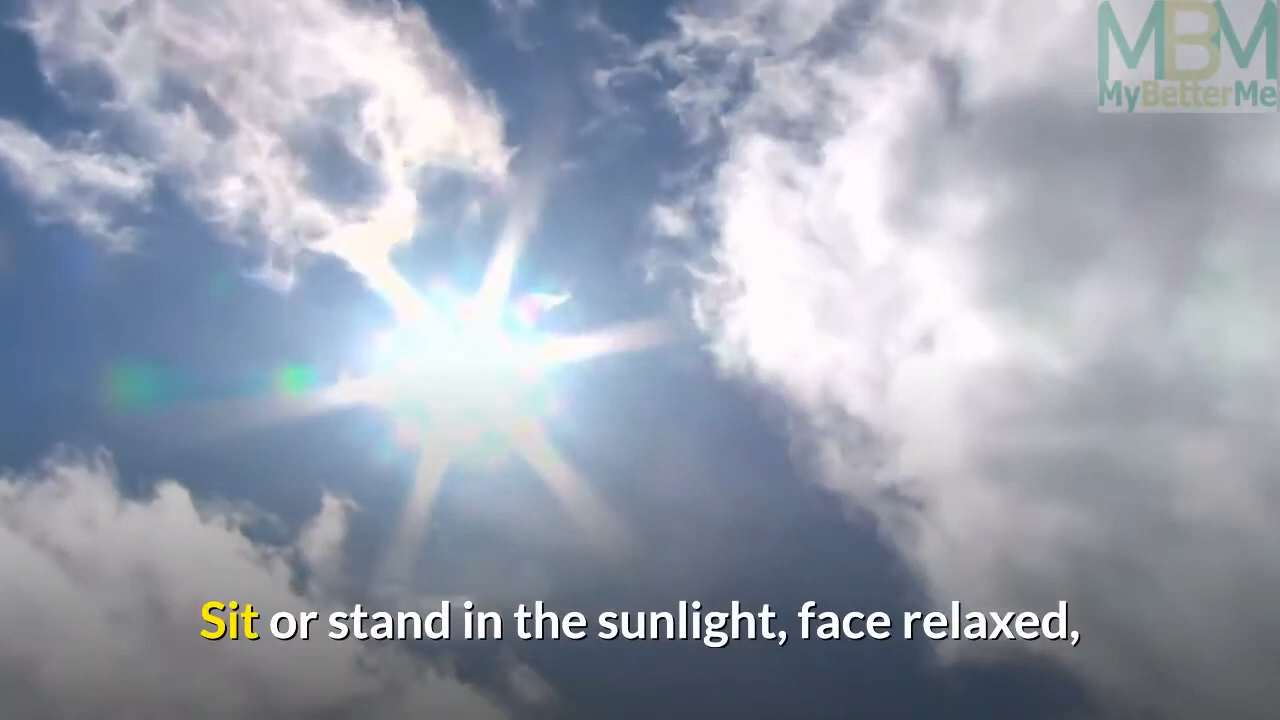 MBM
MyBetterMe
Sit or stand in the sunlight, face relaxed,